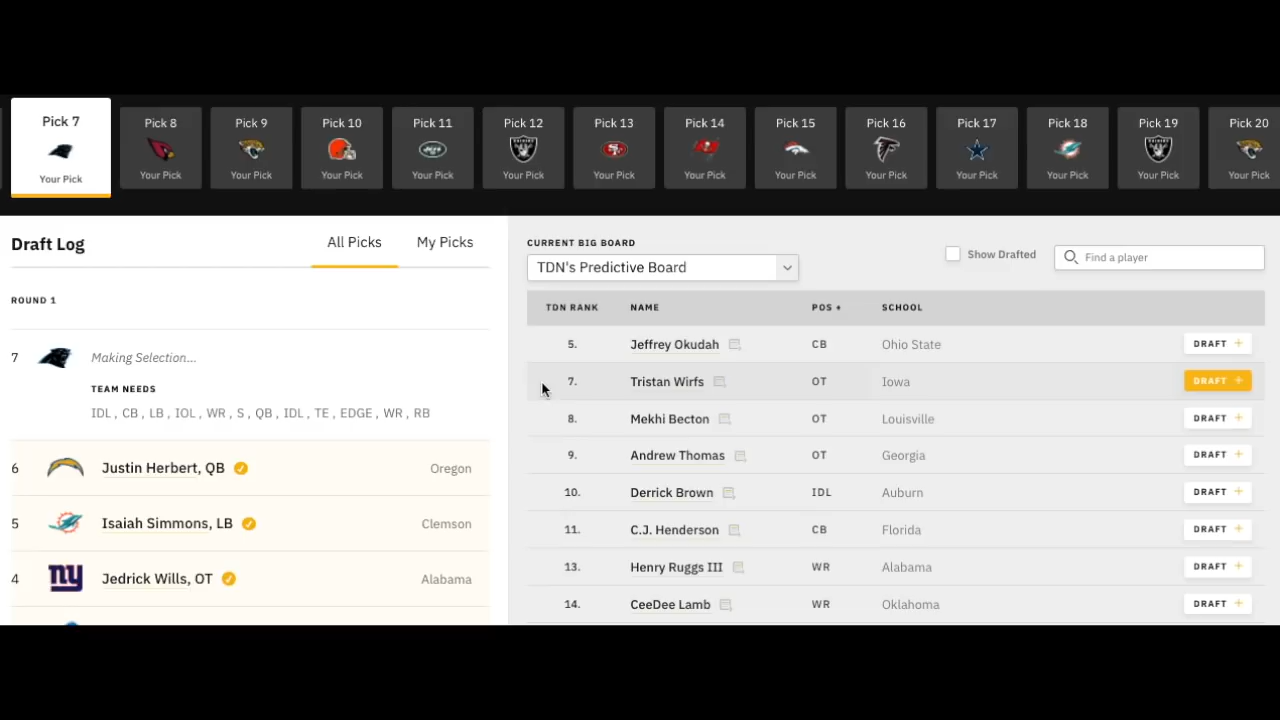 Pick 7 Pick 8 Pick 9 Pick 10 Pick 11 Pick 12 Pick 13 Pick 14 Pick 15 Pick 16 Pick 17 Pick 18 Pick 19 Pick 20
Your Pick Your Pick Your Pick Your Pick Your Pick Your Pick Your Pick Your Pick Your Pick Your Pick Your Pick Your Pick Your Pick Your Pick
Draft Log All Picks My Picks
ROUND 1
7 Making Selection...
TEAM NEEDS
IDL , CB , LB , IOL , WR , S , QB , IDL , TE , EDGE , WR , RB
6 Justin Herbert, QB Oregon
5 Isaiah Simmons, LB Clemson
4 ny Jedrick Wills, OT Alabama
CURRENT BIG BOARD
TDN's Predictive Board Show Drafted Find a player
TDN RANK NAME POS SCHOOL
5. Jeffrey Okudah CB Ohio State DRAFT +
7. Tristan Wirfs OT Iowa DRAFT +
8. Mekhi Becton OT Louisville DRAFT +
9. Andrew Thomas OT Georgia DRAFT +
10. Derrick Brown IDL Auburn DRAFT +
11. C.J. Henderson CB Florida DRAFT +
13. Henry Ruggs III WR Alabama DRAFT +
14. CeeDee Lamb WR Oklahoma DRAFT +